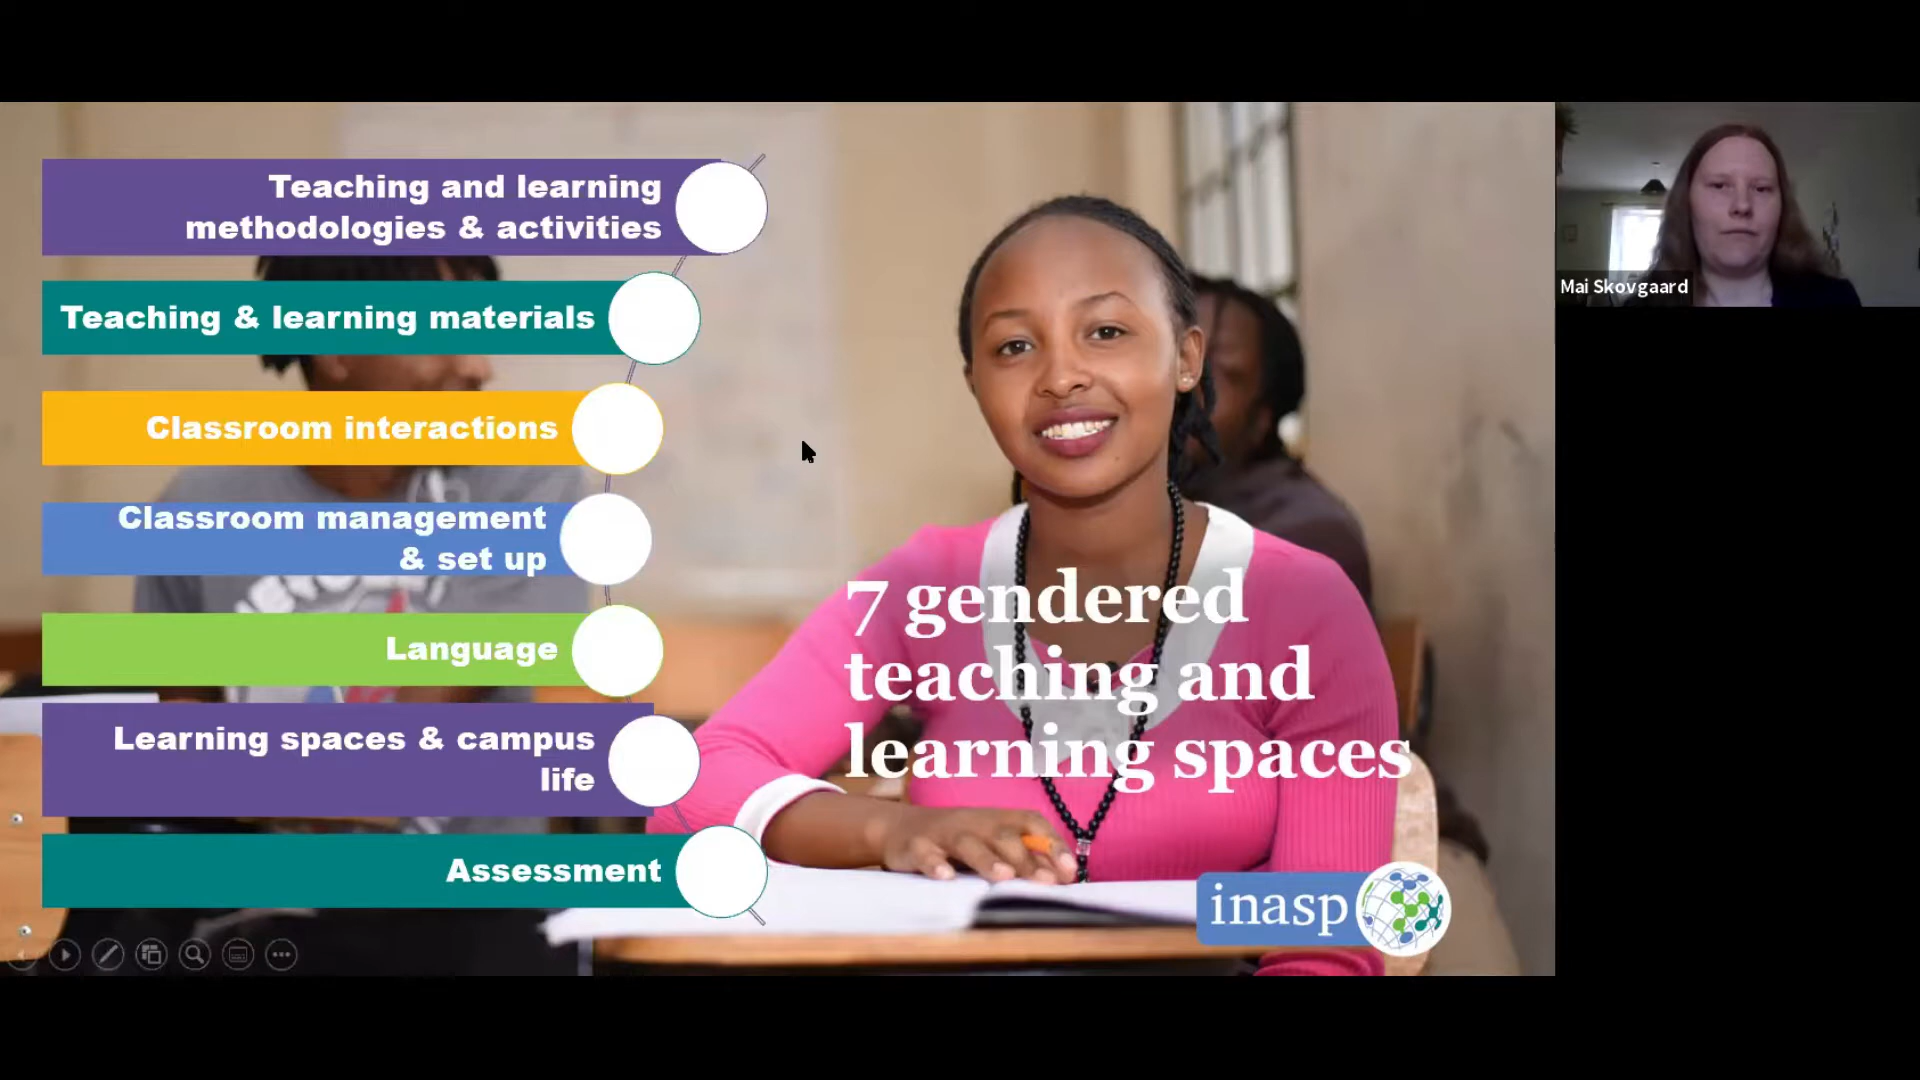 Teaching and learning
methodologies & activities
Teaching & learning materials
Classroom interactions
Classroom management
& set up
Language
Learning spaces & campus
life
Assessment
7 gendered
teaching and
learning spaces
inasp
Mai Skovgaard